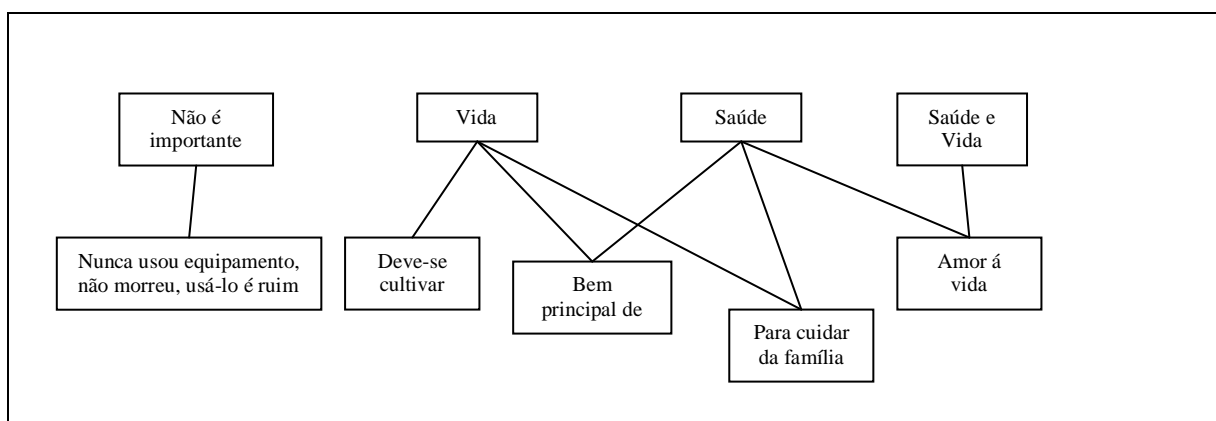 Não é
importante
Vida
Saúde
Saúde e
Vida
Nunca usou equipamento,
não morreu, usá-lo é ruim
Deve-se
cultivar
Bem
principal de
Amor á
vida
Para cuidar
da família